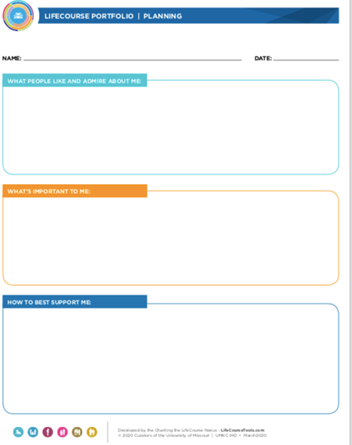 LIFECOURSE PORTFOLIO | PLANNING
NAME: DATE:
WHAT PEOPLE LIKE AND ADMIRE ABOUT ME:
WHAT'S IMPORTANT TO ME:
HOW TO BEST SUPPORT ME:
Developed by the Charting the LifeCourse Nexus - LifeCourseTools.com
© 2020 Curators of the University of Missouri | UMKC IHD • March2020